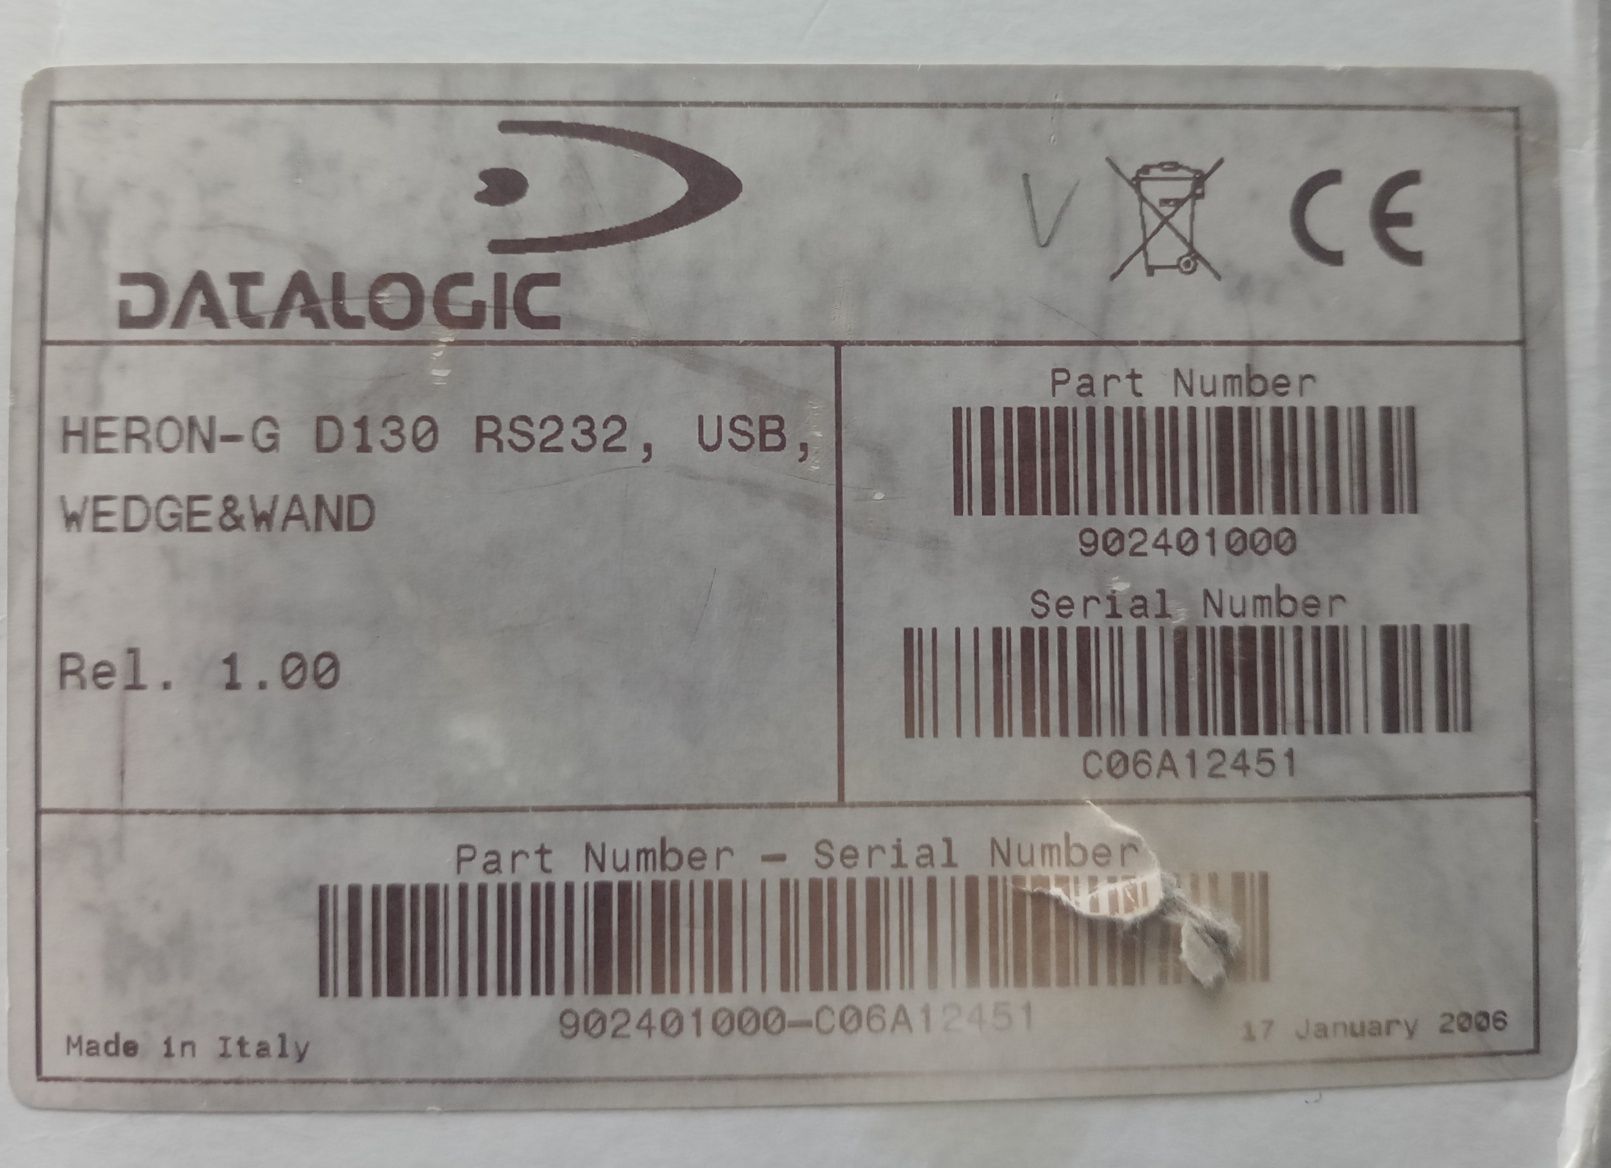 DATALOGIC
V
CE
HERON-G D130 RS232, USB,
WEDGE&WAND
Rel. 1.00
Part Number
902401000
Serial Number
C06A12451
Part Number - Serial Number
902401000-C06A12451
Made in Italy
17 January 2006